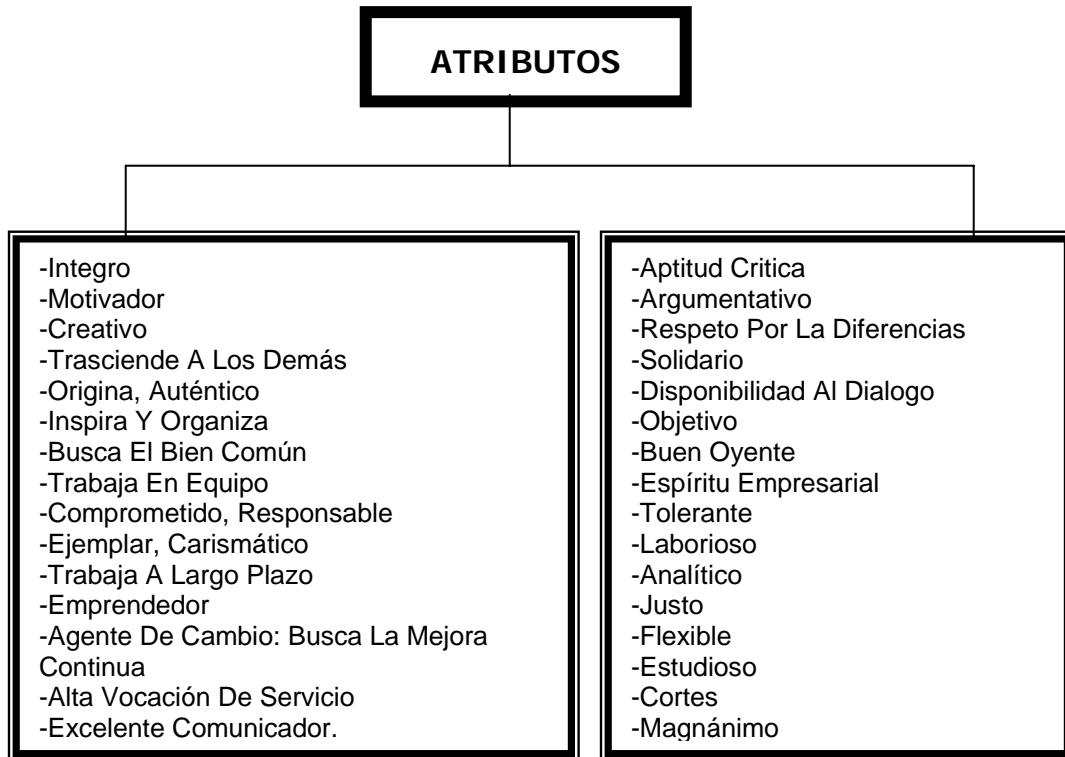 ATRIBUTOS
-Integro
-Motivador
-Creativo
-Trasciende A Los Demás
-Origina, Auténtico
-Inspira Y Organiza
-Busca El Bien Común
-Trabaja En Equipo
-Comprometido, Responsable
-Ejemplar, Carismático
-Trabaja A Largo Plazo
-Emprendedor
-Agente De Cambio: Busca La Mejora
Continua
-Alta Vocación De Servicio
-Excelente Comunicador.
-Aptitud Critica
-Argumentativo
-Respeto Por La Diferencias
-Solidario
-Disponibilidad Al Dialogo
-Objetivo
-Buen Oyente
-Espíritu Empresarial
-Tolerante
-Laborioso
-Analítico
-Justo
-Flexible
-Estudioso
-Cortes
-Magnánimo